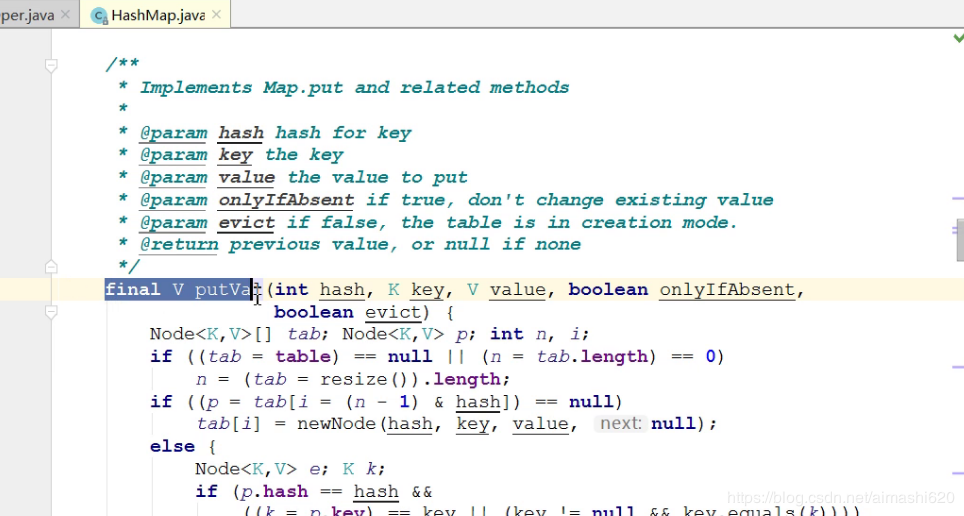 per.java × HashMap.java ×
/**
* Implements Map.put and related methods
*
* @param hash hash for key
* @param key the key
* @param value the value to put
* @param onlyIfAbsent if true, don't change existing value
* @param evict if false, the table is in creation mode.
* @return previous value, or null if none
*/
final V putVal(int hash, K key, V value, boolean onlyIfAbsent,
boolean evict) {
Node<K,V>[] tab; Node<K,V> p; int n, i;
if ((tab = table) == null || (n = tab.length) == 0)
n = (tab = resize()).length;
if ((p = tab[i = (n - 1) & hash]) == null)
tab[i] = newNode(hash, key, value, next: null);
else {
Node<K,V> e; K k;
if (p.hash == hash &&
((k = p.key) == key || (key != null && key.equals(k))))
https://blog.csdn.net/aimashi620